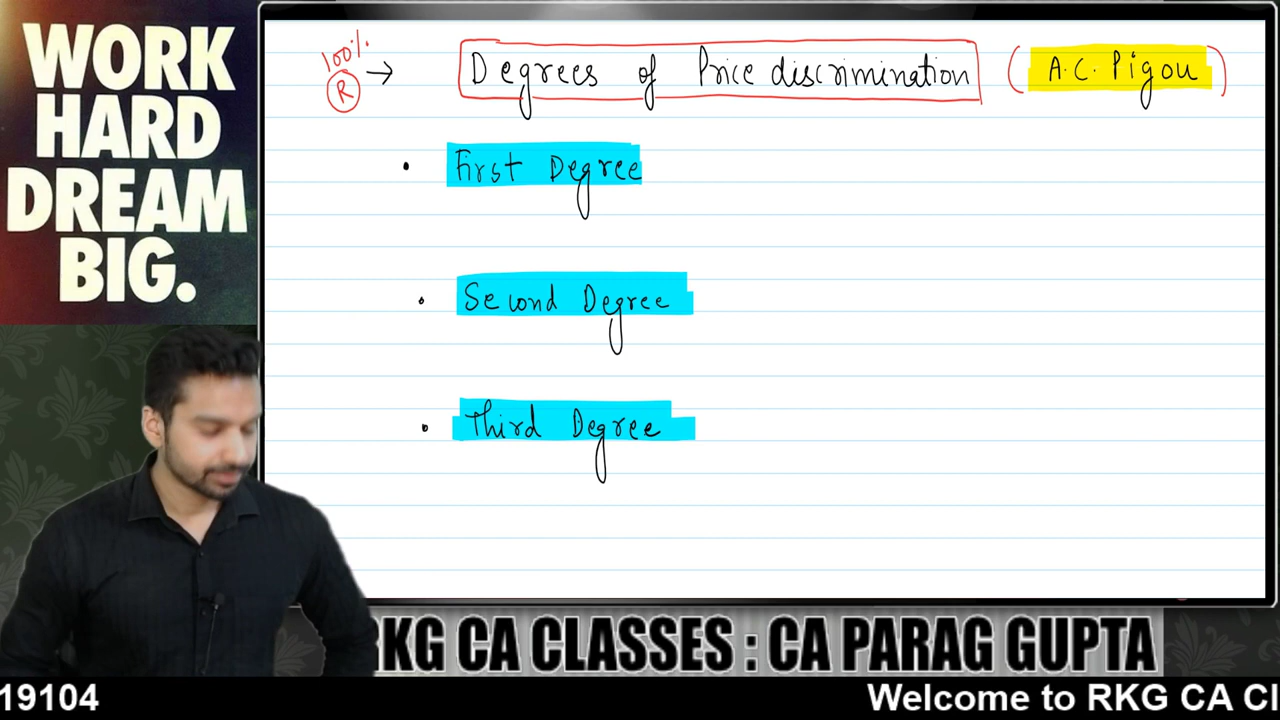 WORK
HARD
DREAM
BIG.
100%
R → Degrees of Price discrimination (A.C. Pigou)
• First Degree
• Second Degree
• Third Degree
RKG CA CLASSES : CA PARAG GUPTA
19104 Welcome to RKG CA Cl